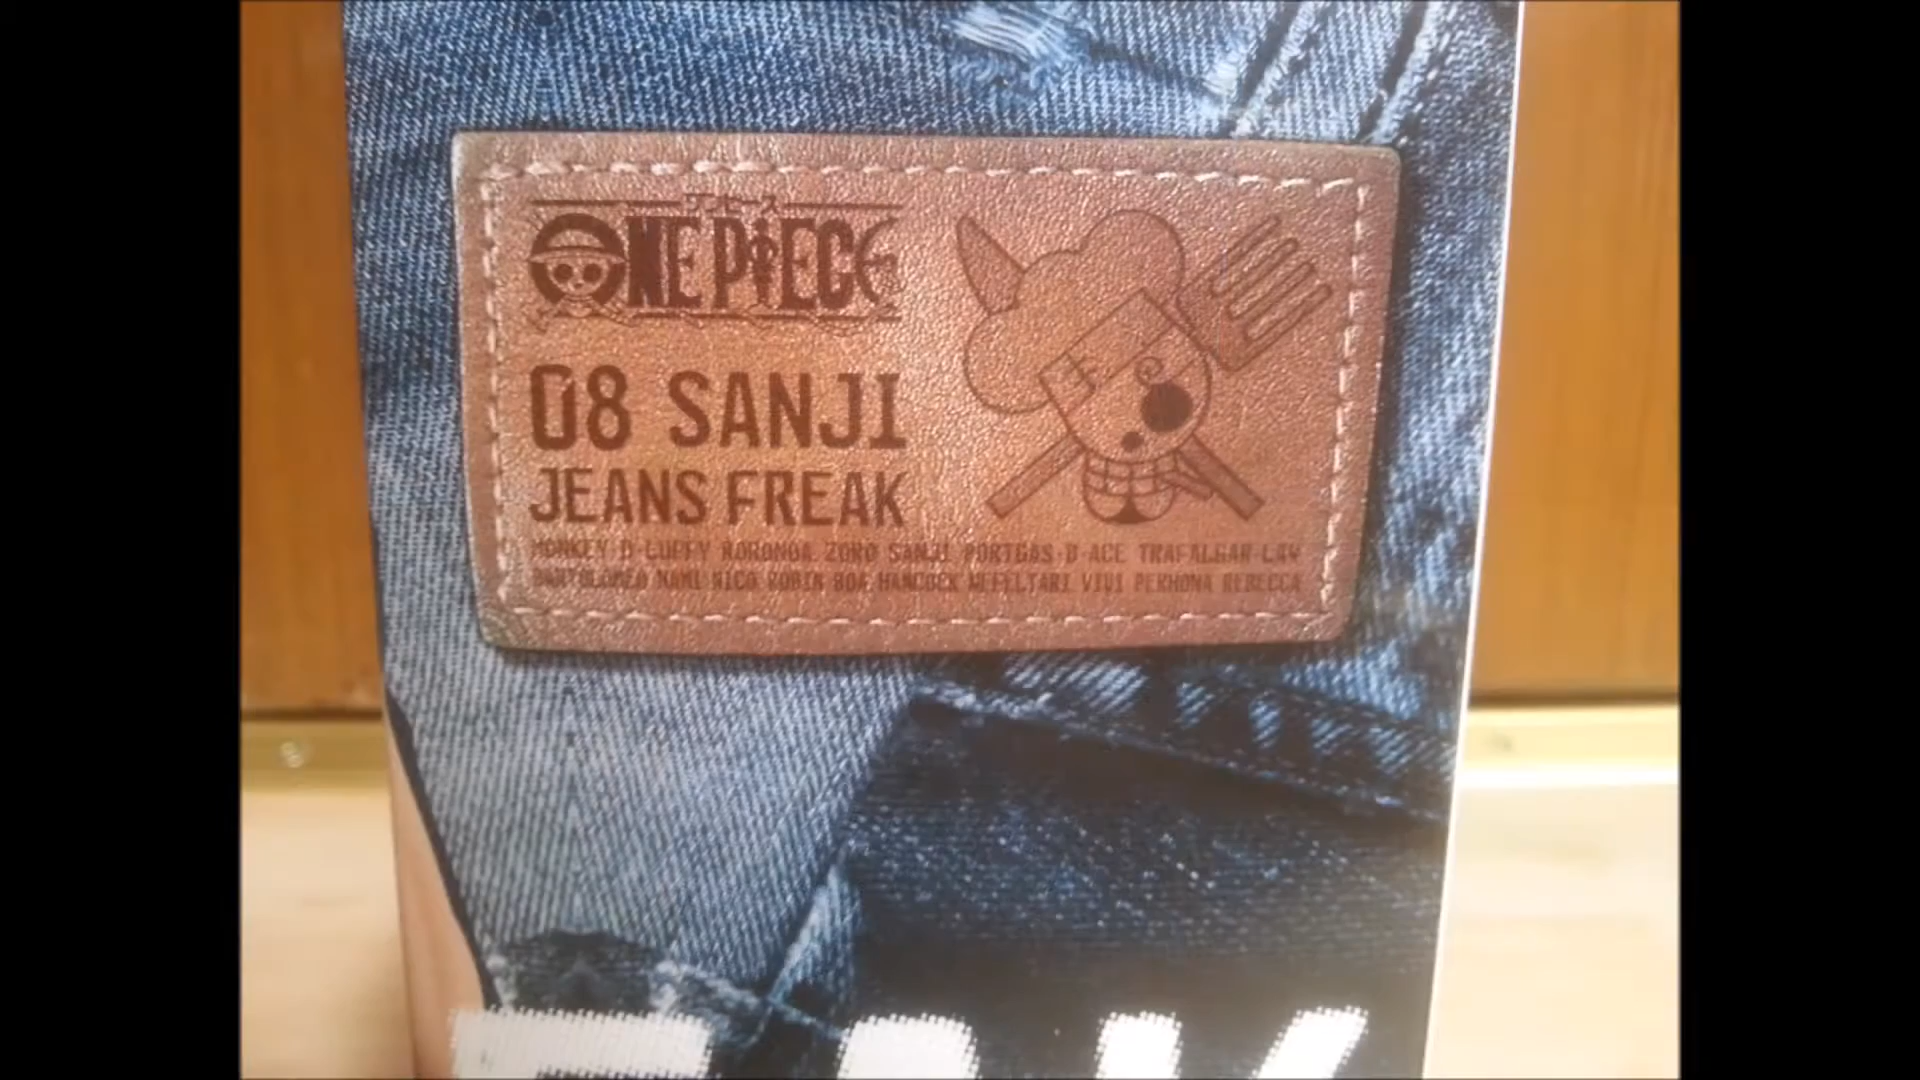 ワンピース
ONE PIECE
08 SANJI
JEANS FREAK
MONKEY·D·LUFFY RORONOA ZORO SANJI PORTGAS·D·ACE TRAFALGAR·LAW
BARTOLOMEO NAMI NICO ROBIN BOA HANCOCK NEFELTARI VIVI PERHONA REBECCA